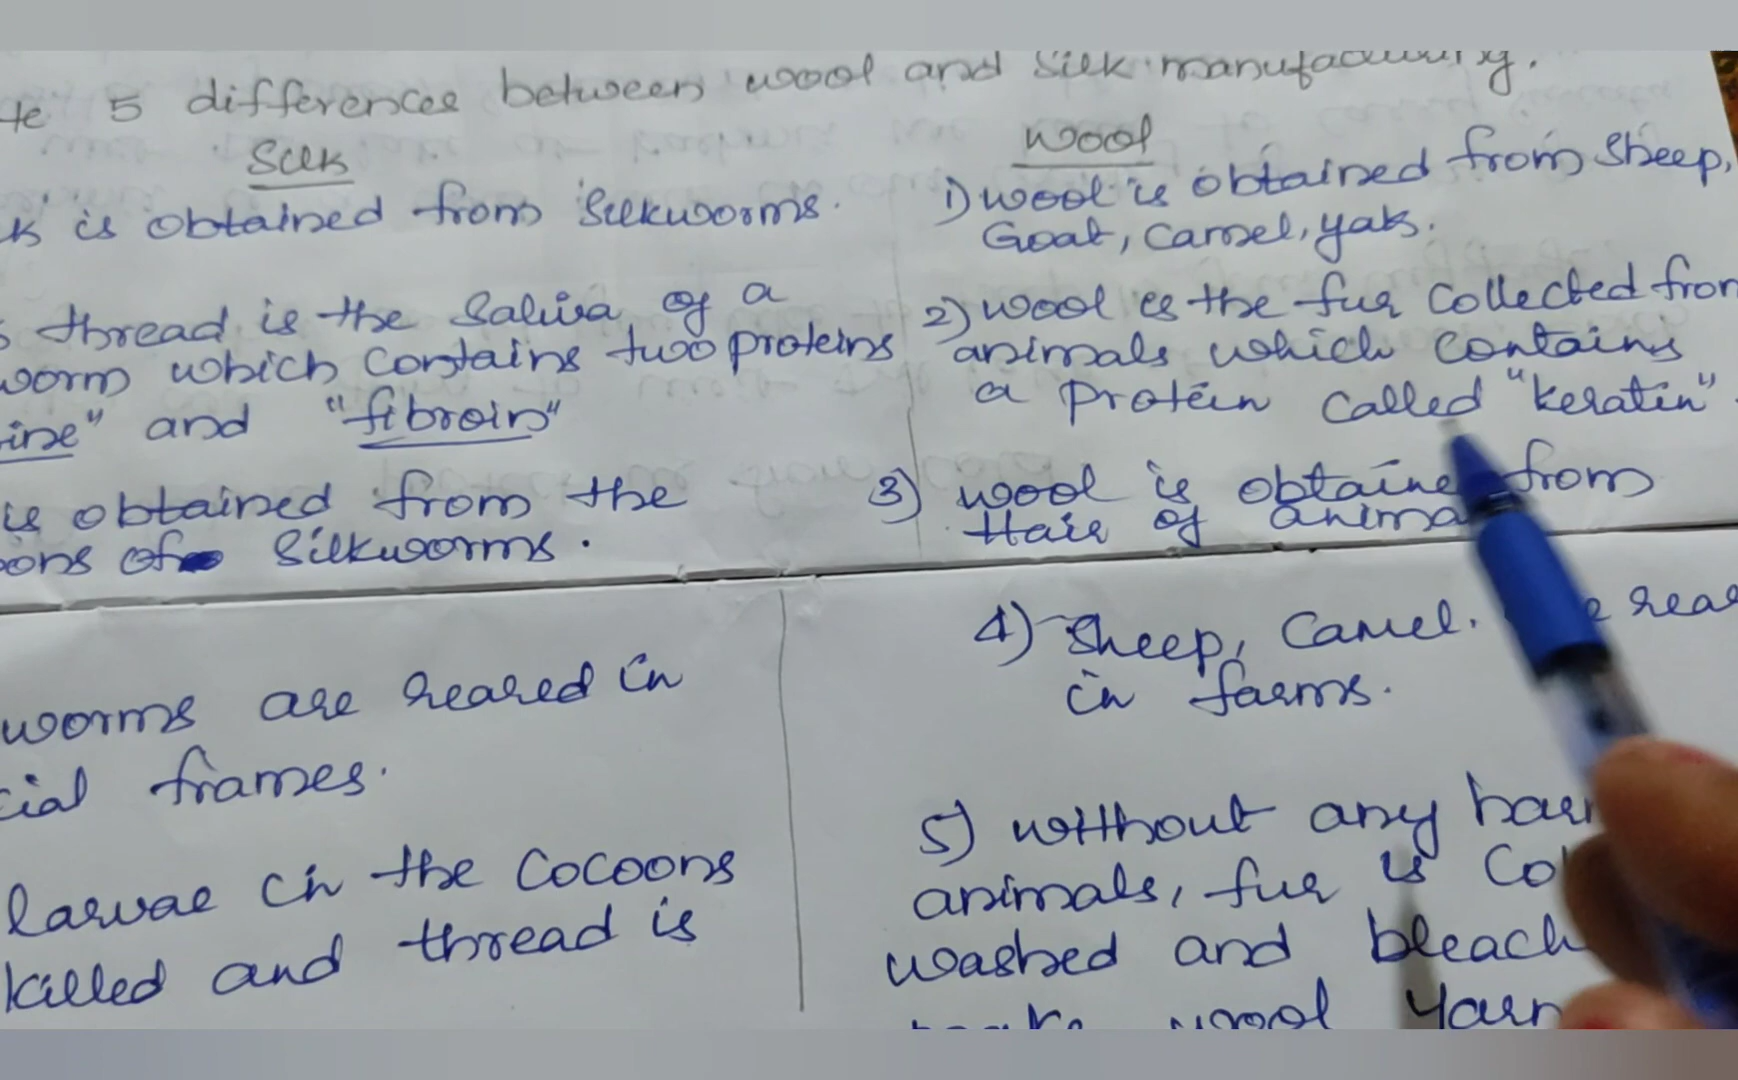 5 differences between wool and silk manufacturing.
Silk
is obtained from Silkworms.
thread is the Saliva of a
worm which contains two proteins
and "fibroin"
is obtained from the
of Silkworms.
worms are reared in
frames.
larvae in the Cocoons
killed and thread is
Wool
1) wool is obtained from Sheep,
Goat, Camel, yak.
2) wool is the fur Collected from
animals which contains
a Protein called "keratin"
3) wool is obtained from
Hair of
4) Sheep, Camel.
in farms.
5) without any
animals, fur is
washed and
wool Yarn